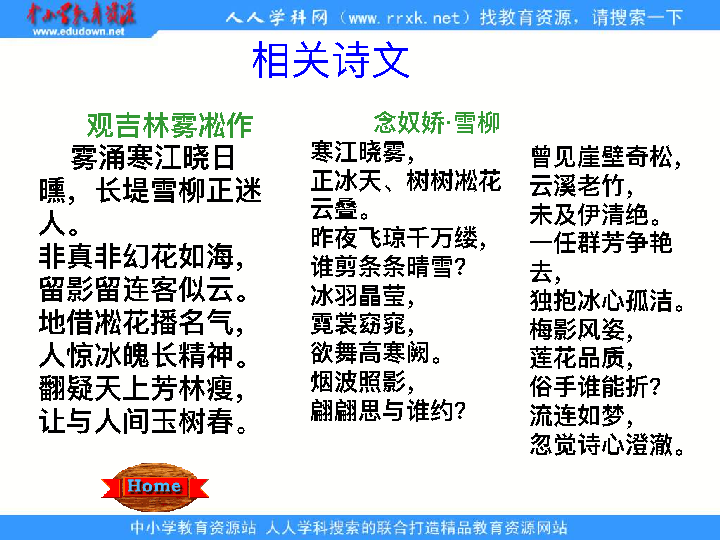 中小学教育资源
www.edudown.net
人人学科网（www.rrxk.net）找教育资源，请搜索一下
相关诗文
观吉林雾凇作
雾涌寒江晓日
曛，长堤雪柳正迷
人。
非真非幻花如海，
留影留连客似云。
地借凇花播名气，
人惊冰魄长精神。
翻疑天上芳林瘦，
让与人间玉树春。
念奴娇·雪柳
寒江晓雾，
正冰天、树树凇花
云叠。
昨夜飞琼千万缕，
谁剪条条晴雪？
冰羽晶莹，
霓裳窈窕，
欲舞高寒阙。
烟波照影，
翩翩思与谁约？
曾见崖壁奇松，
云溪老竹，
未及伊清绝。
一任群芳争艳
去，
独抱冰心孤洁。
梅影风姿，
莲花品质，
俗手谁能折？
流连如梦，
忽觉诗心澄澈。
Home
中小学教育资源站 人人学科搜索的联合打造精品教育资源网站